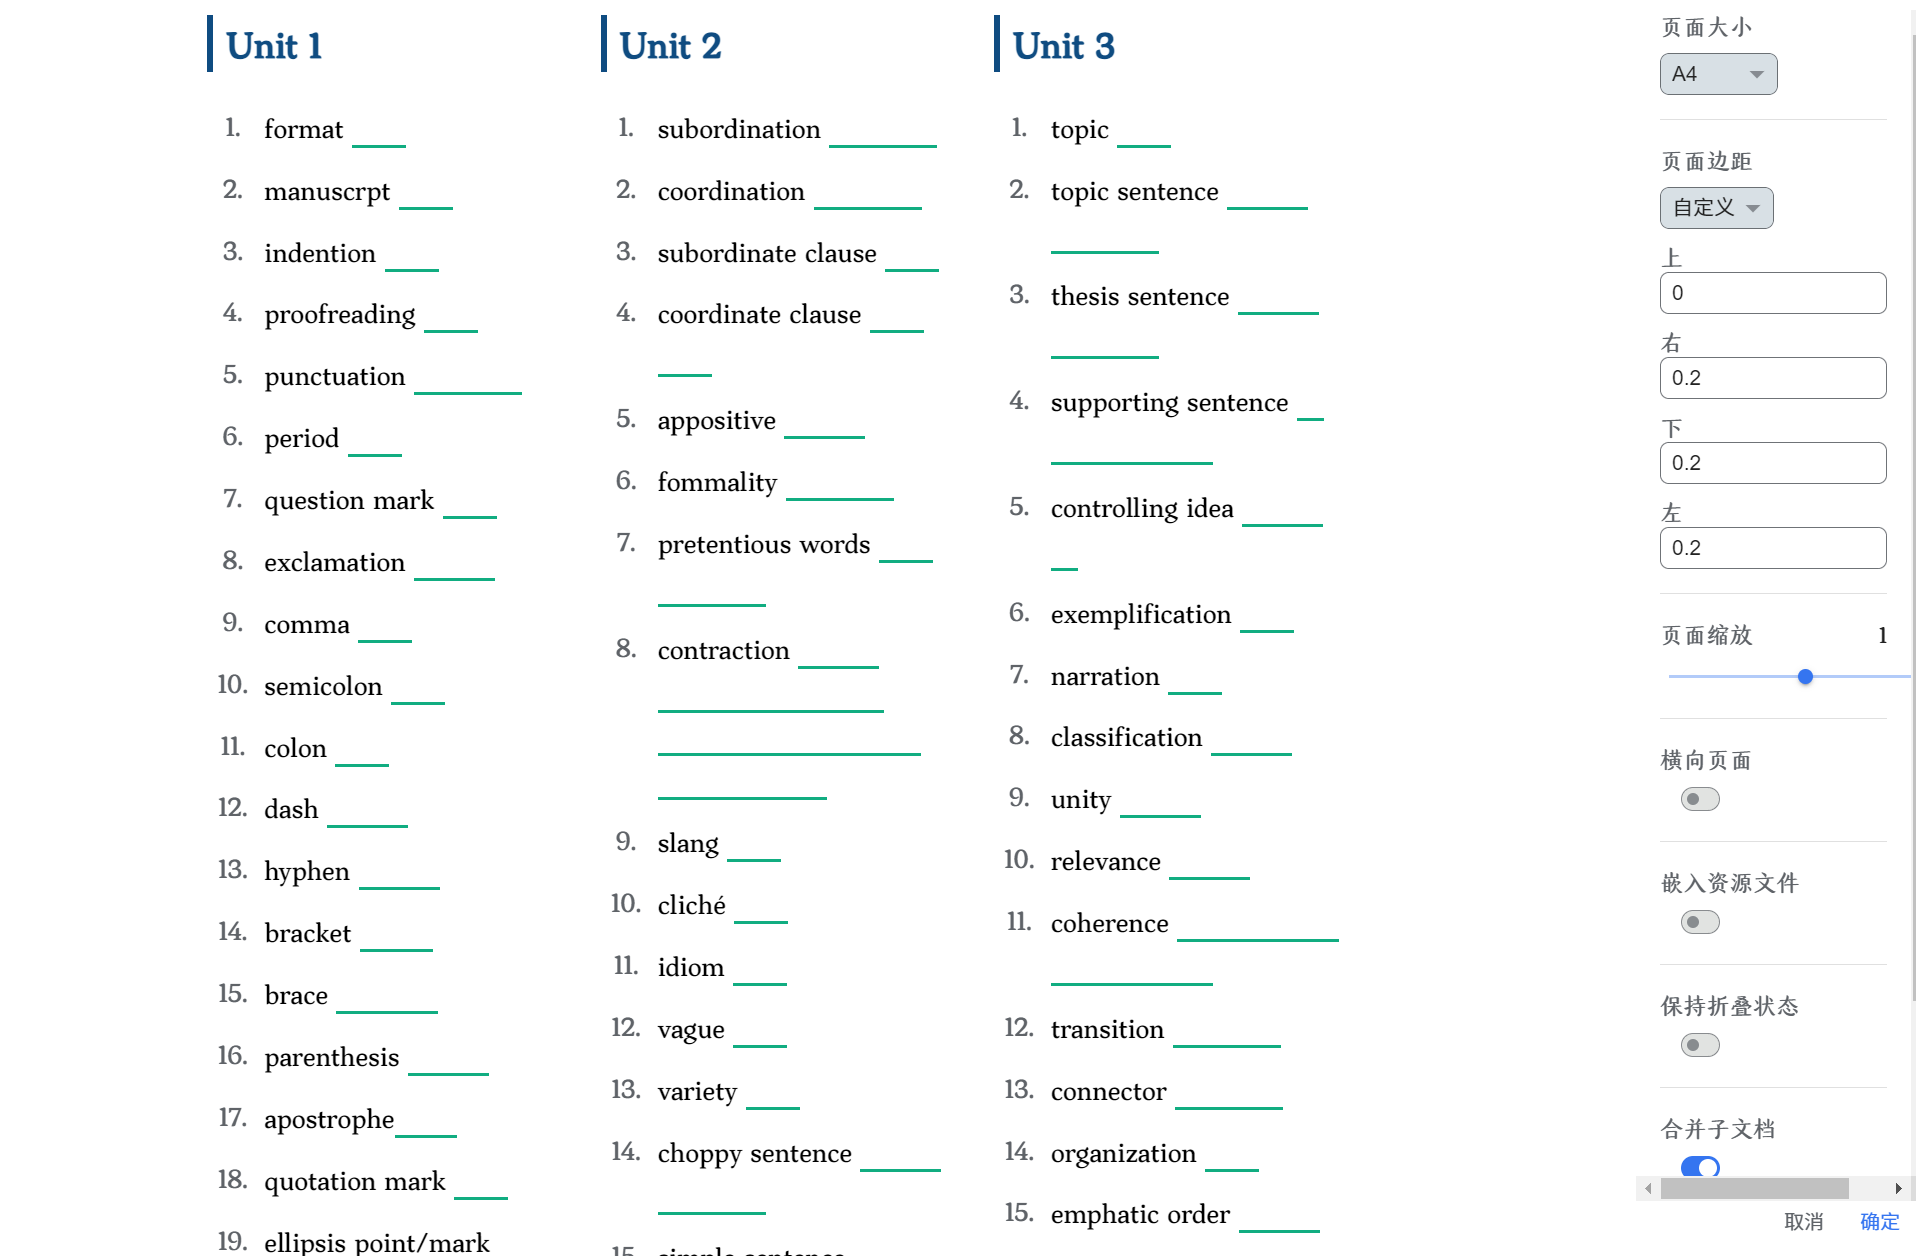 Unit 1
1. format
2. manuscrpt
3. indention
4. proofreading
5. punctuation
6. period
7. question mark
8. exclamation
9. comma
10. semicolon
11. colon
12. dash
13. hyphen
14. bracket
15. brace
16. parenthesis
17. apostrophe
18. quotation mark
19. ellipsis point/mark
Unit 2
1. subordination
2. coordination
3. subordinate clause
4. coordinate clause
5. appositive
6. fommality
7. pretentious words
8. contraction
9. slang
10. cliché
11. idiom
12. vague
13. variety
14. choppy sentence
15. simple sentence
Unit 3
1. topic
2. topic sentence
3. thesis sentence
4. supporting sentence
5. controlling idea
6. exemplification
7. narration
8. classification
9. unity
10. relevance
11. coherence
12. transition
13. connector
14. organization
15. emphatic order
页面大小
A4
页面边距
自定义
上
0
右
0.2
下
0.2
左
0.2
页面缩放 1
横向页面
嵌入资源文件
保持折叠状态
合并子文档
取消 确定